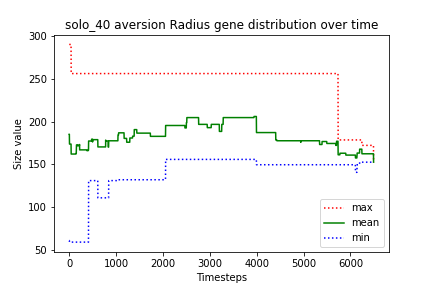 solo_40 aversion Radius gene distribution over time
Size value
300
250
200
150
100
50
0
1000
2000
3000
4000
5000
6000
Timesteps
max
mean
min